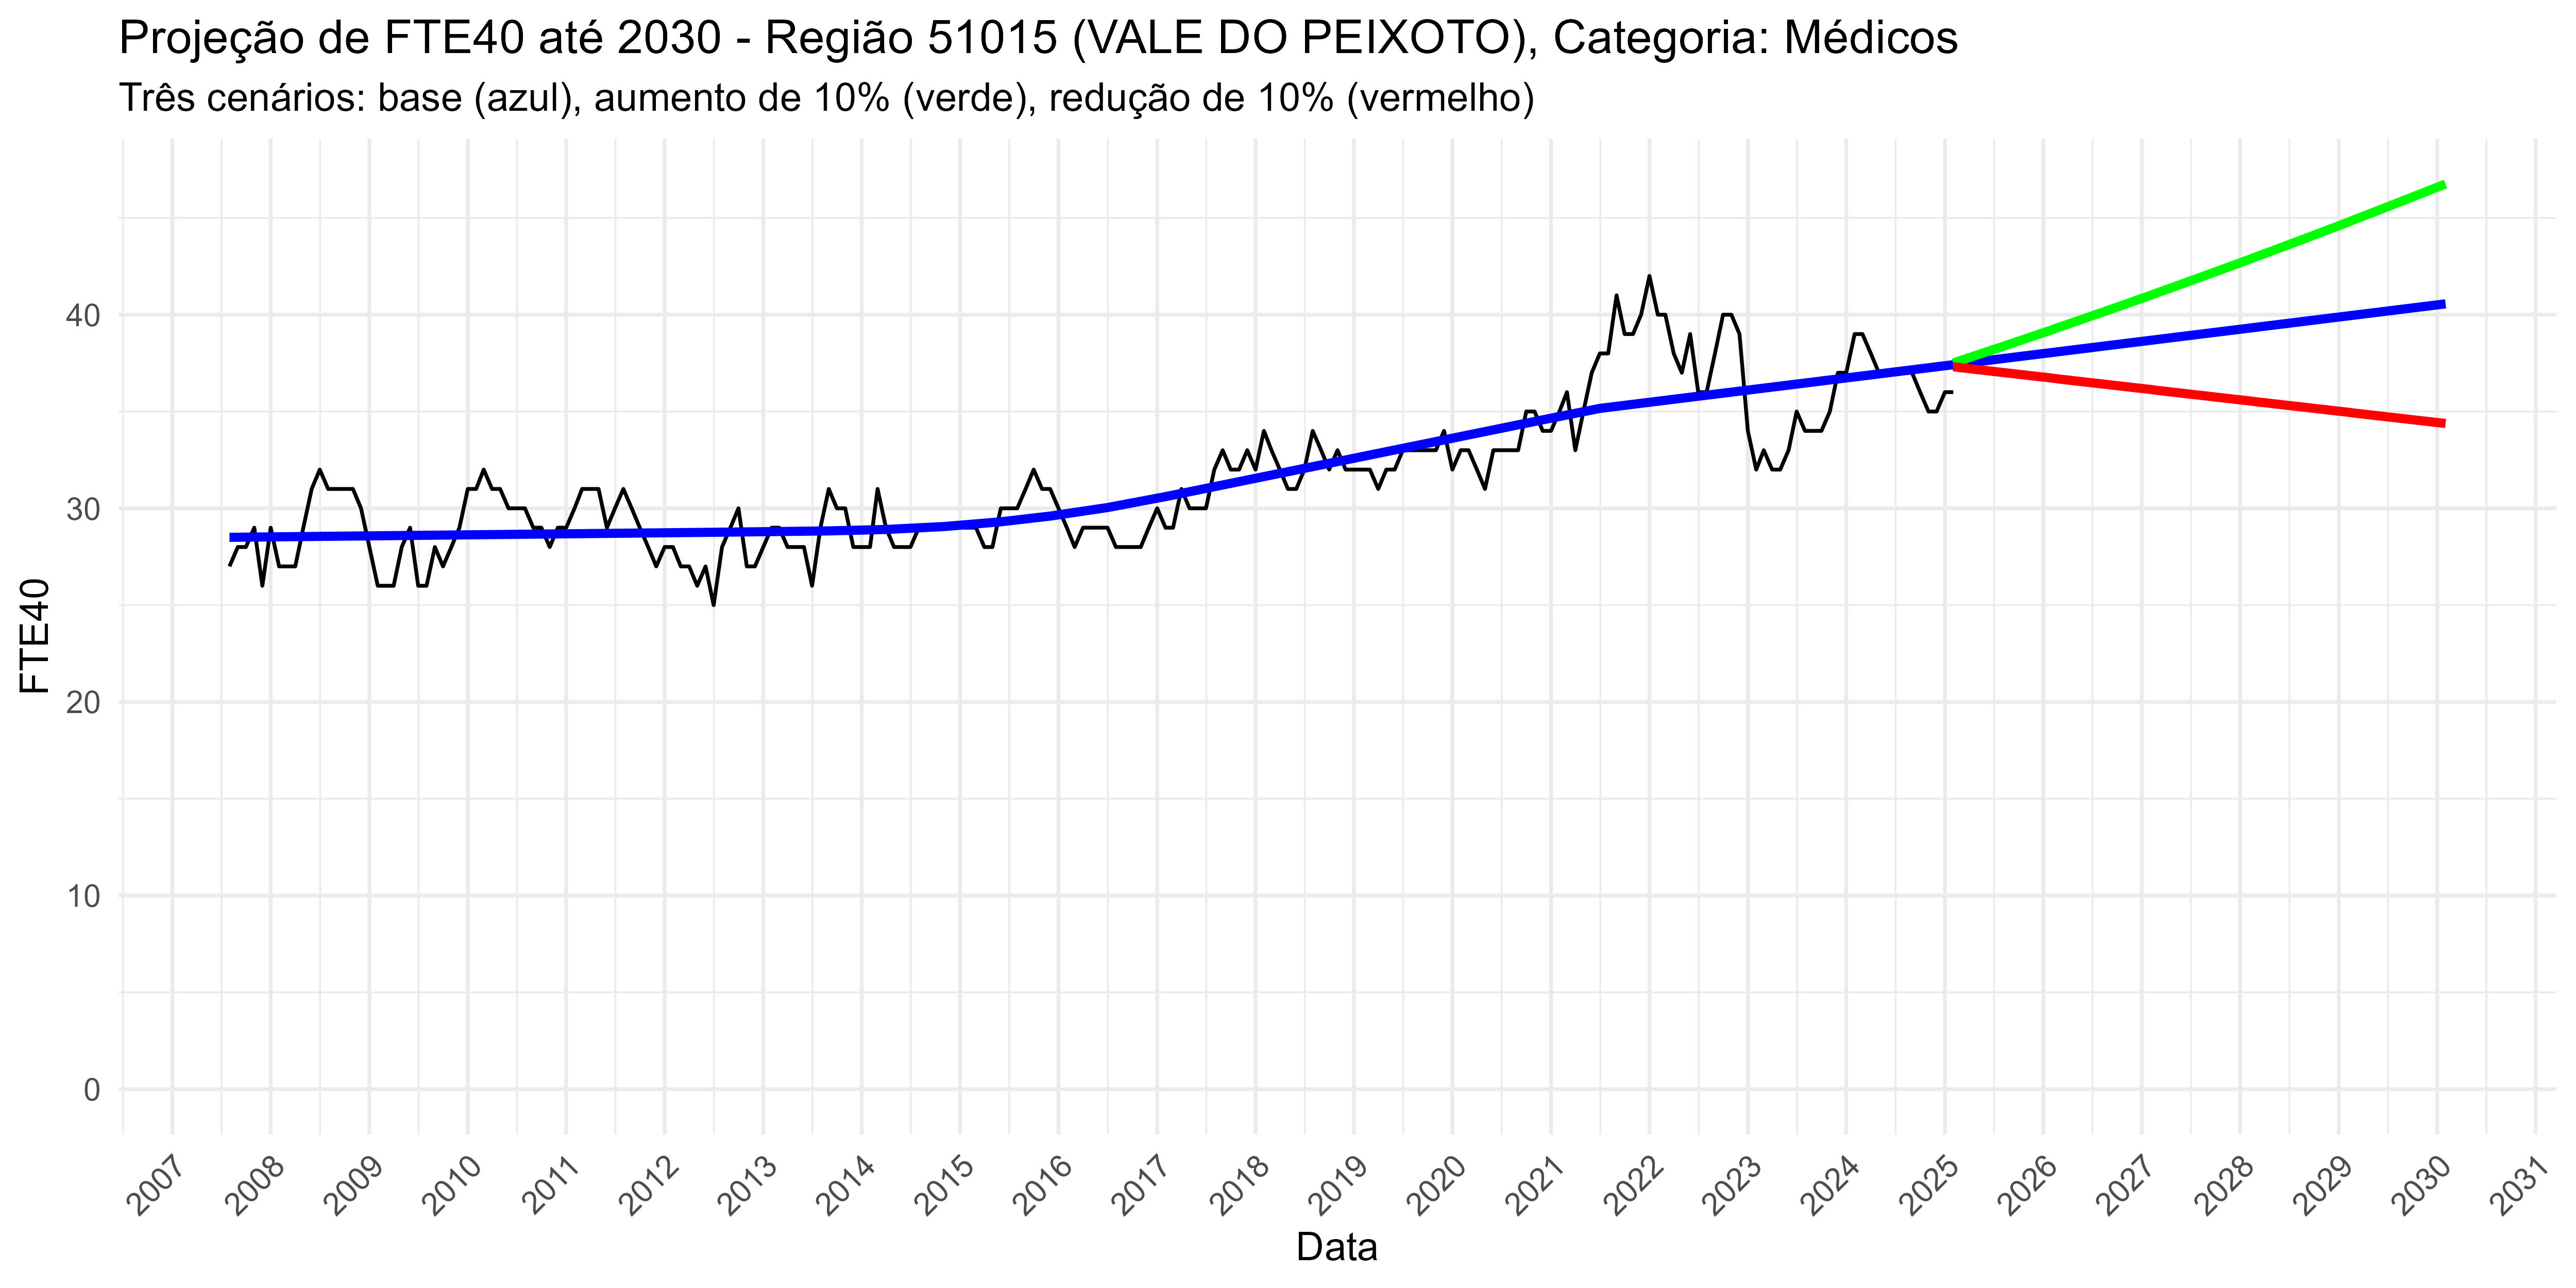 Projeção de FTE40 até 2030 - Região 51015 (VALE DO PEIXOTO), Categoria: Médicos
Três cenários: base (azul), aumento de 10% (verde), redução de 10% (vermelho)
FTE40
40
30
20
10
0
2007 2008 2009 2010 2011 2012 2013 2014 2015 2016 2017 2018 2019 2020 2021 2022 2023 2024 2025 2026 2027 2028 2029 2030 2031
Data